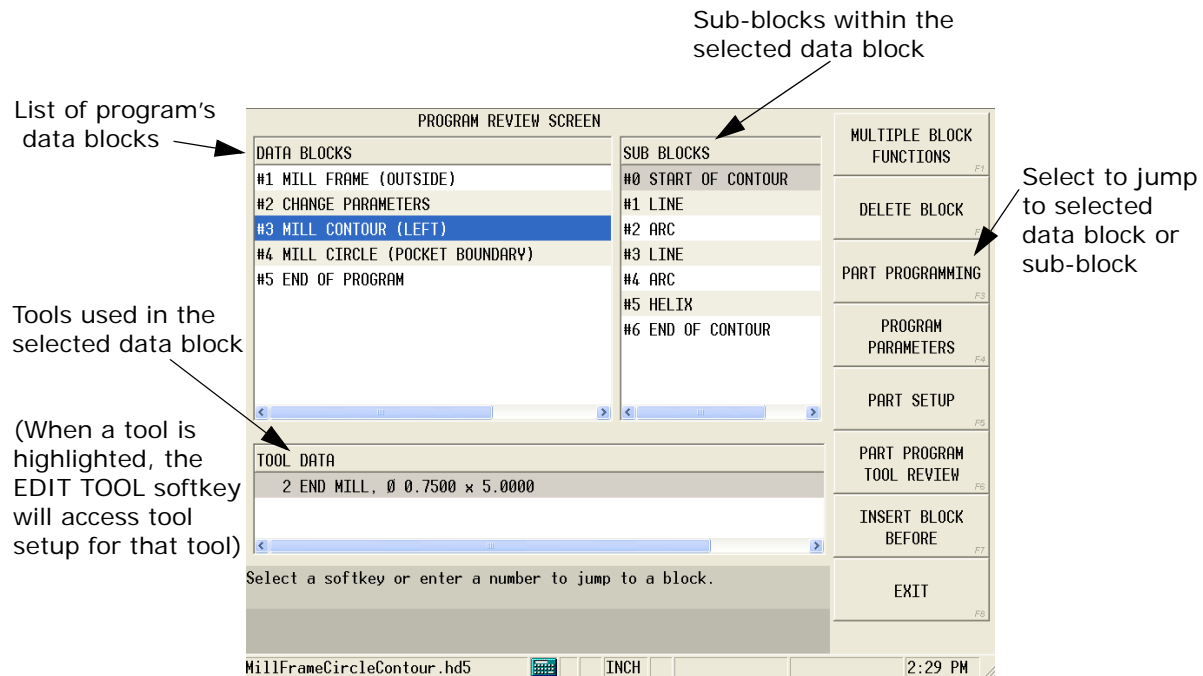 Sub-blocks within the
selected data block
List of program's
data blocks
PROGRAM REVIEW SCREEN
DATA BLOCKS
#1 MILL FRAME (OUTSIDE)
#2 CHANGE PARAMETERS
#3 MILL CONTOUR (LEFT)
#4 MILL CIRCLE (POCKET BOUNDARY)
#5 END OF PROGRAM
SUB BLOCKS
#0 START OF CONTOUR
#1 LINE
#2 ARC
#3 LINE
#4 ARC
#5 HELIX
#6 END OF CONTOUR
MULTIPLE BLOCK
FUNCTIONS
F1
DELETE BLOCK
PART PROGRAMMING
F3
PROGRAM
PARAMETERS
F4
PART SETUP
F5
PART PROGRAM
TOOL REVIEW
F6
INSERT BLOCK
BEFORE
F7
EXIT
F8
Select to jump
to selected
data block or
sub-block
Tools used in the
selected data block
(When a tool is
highlighted, the
EDIT TOOL softkey
will access tool
setup for that tool)
TOOL DATA
2 END MILL, Ø 0.7500 x 5.0000
Select a softkey or enter a number to jump to a block.
MillFrameCircleContour.hd5
INCH
2:29 PM